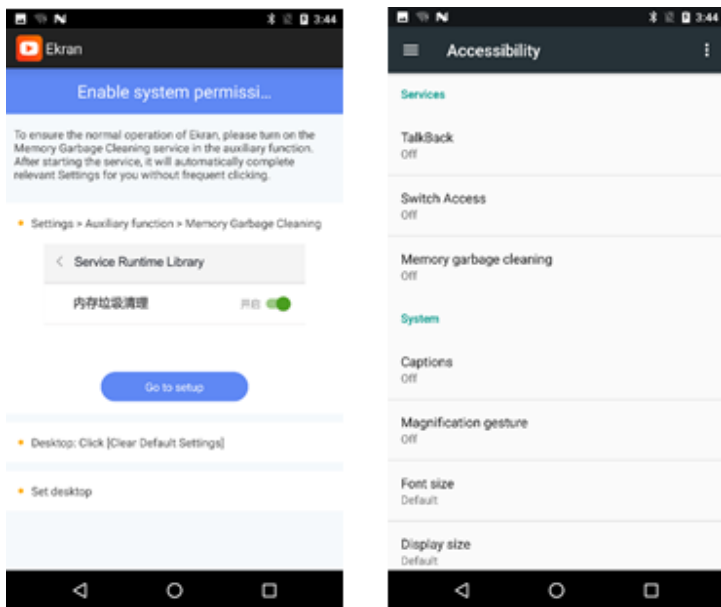 3:44
Ekran
Enable system permissi...
To ensure the normal operation of Ekran, please turn on the
Memory Garbage Cleaning service in the auxiliary function.
After starting the service, it will automatically complete
relevant Settings for you without frequent clicking.
Settings > Auxiliary function > Memory Garbage Cleaning
Service Runtime Library
内存垃圾清理 开启
Go to setup
Desktop: Click [Clear Default Settings]
Set desktop
3:44
Accessibility
Services
TalkBack
Off
Switch Access
Off
Memory garbage cleaning
Off
System
Captions
Off
Magnification gesture
Off
Font size
Default
Display size
Default